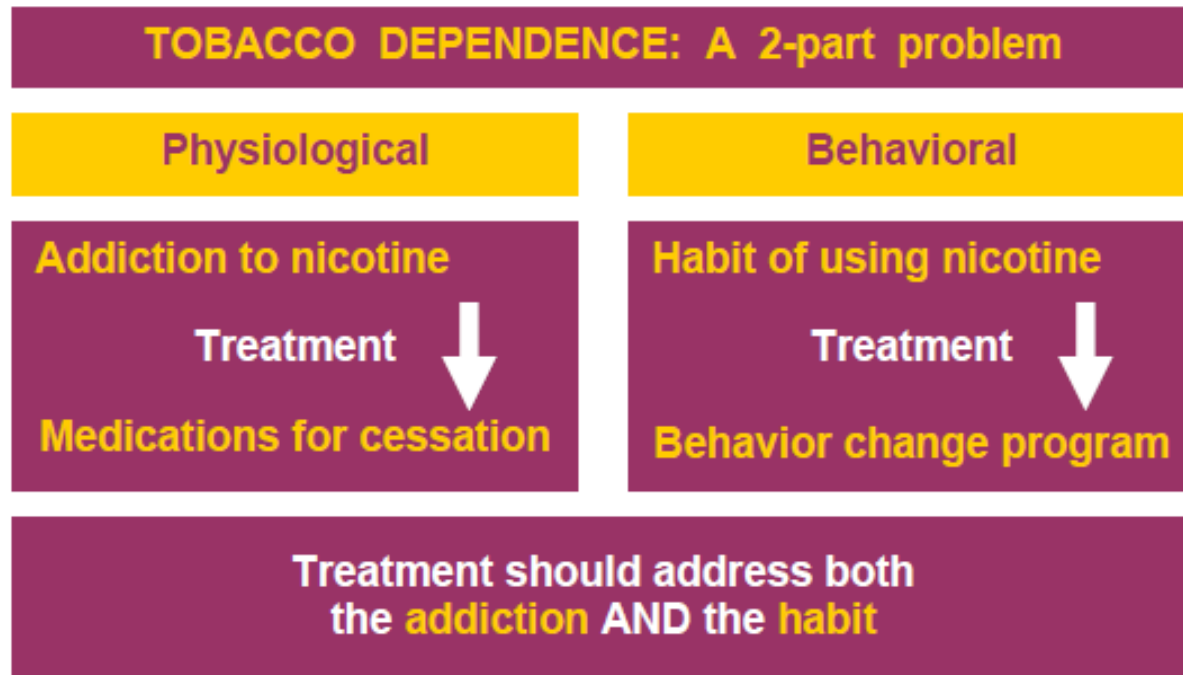 TOBACCO DEPENDENCE: A 2-part problem
Physiological
Addiction to nicotine
Treatment
Medications for cessation
Behavioral
Habit of using nicotine
Treatment
Behavior change program
Treatment should address both
the addiction AND the habit